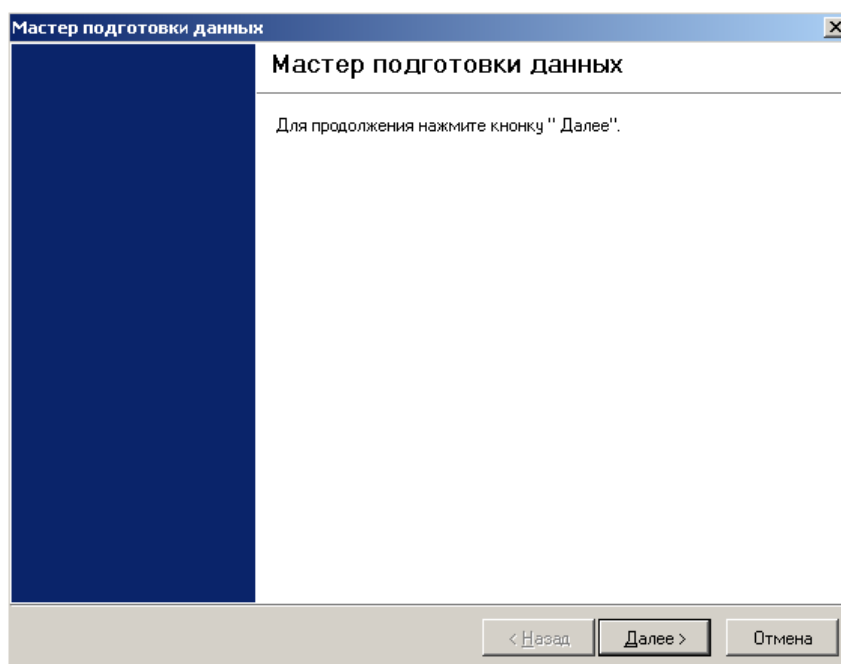 Мастер подготовки данных
Мастер подготовки данных
Для продолжения нажмите кнонку " Далее".
< Назад
Далее >
Отмена